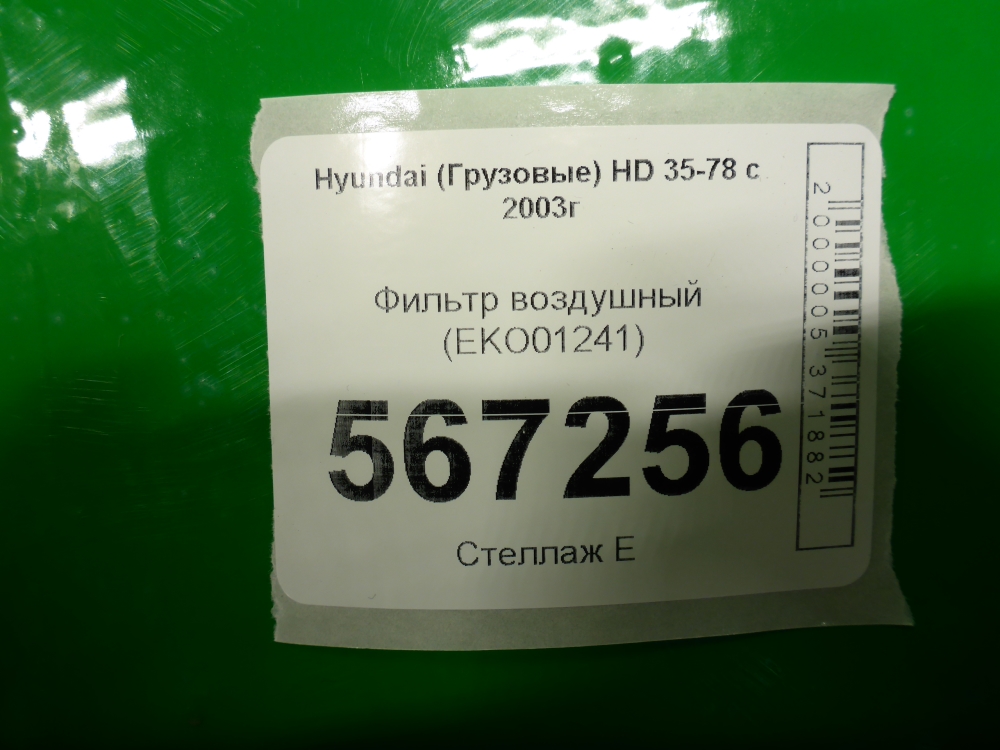 Hyundai (Грузовые) HD 35-78 с
2003г
Фильтр воздушный
(EKO01241)
567256
Стеллаж Е
2000005371882